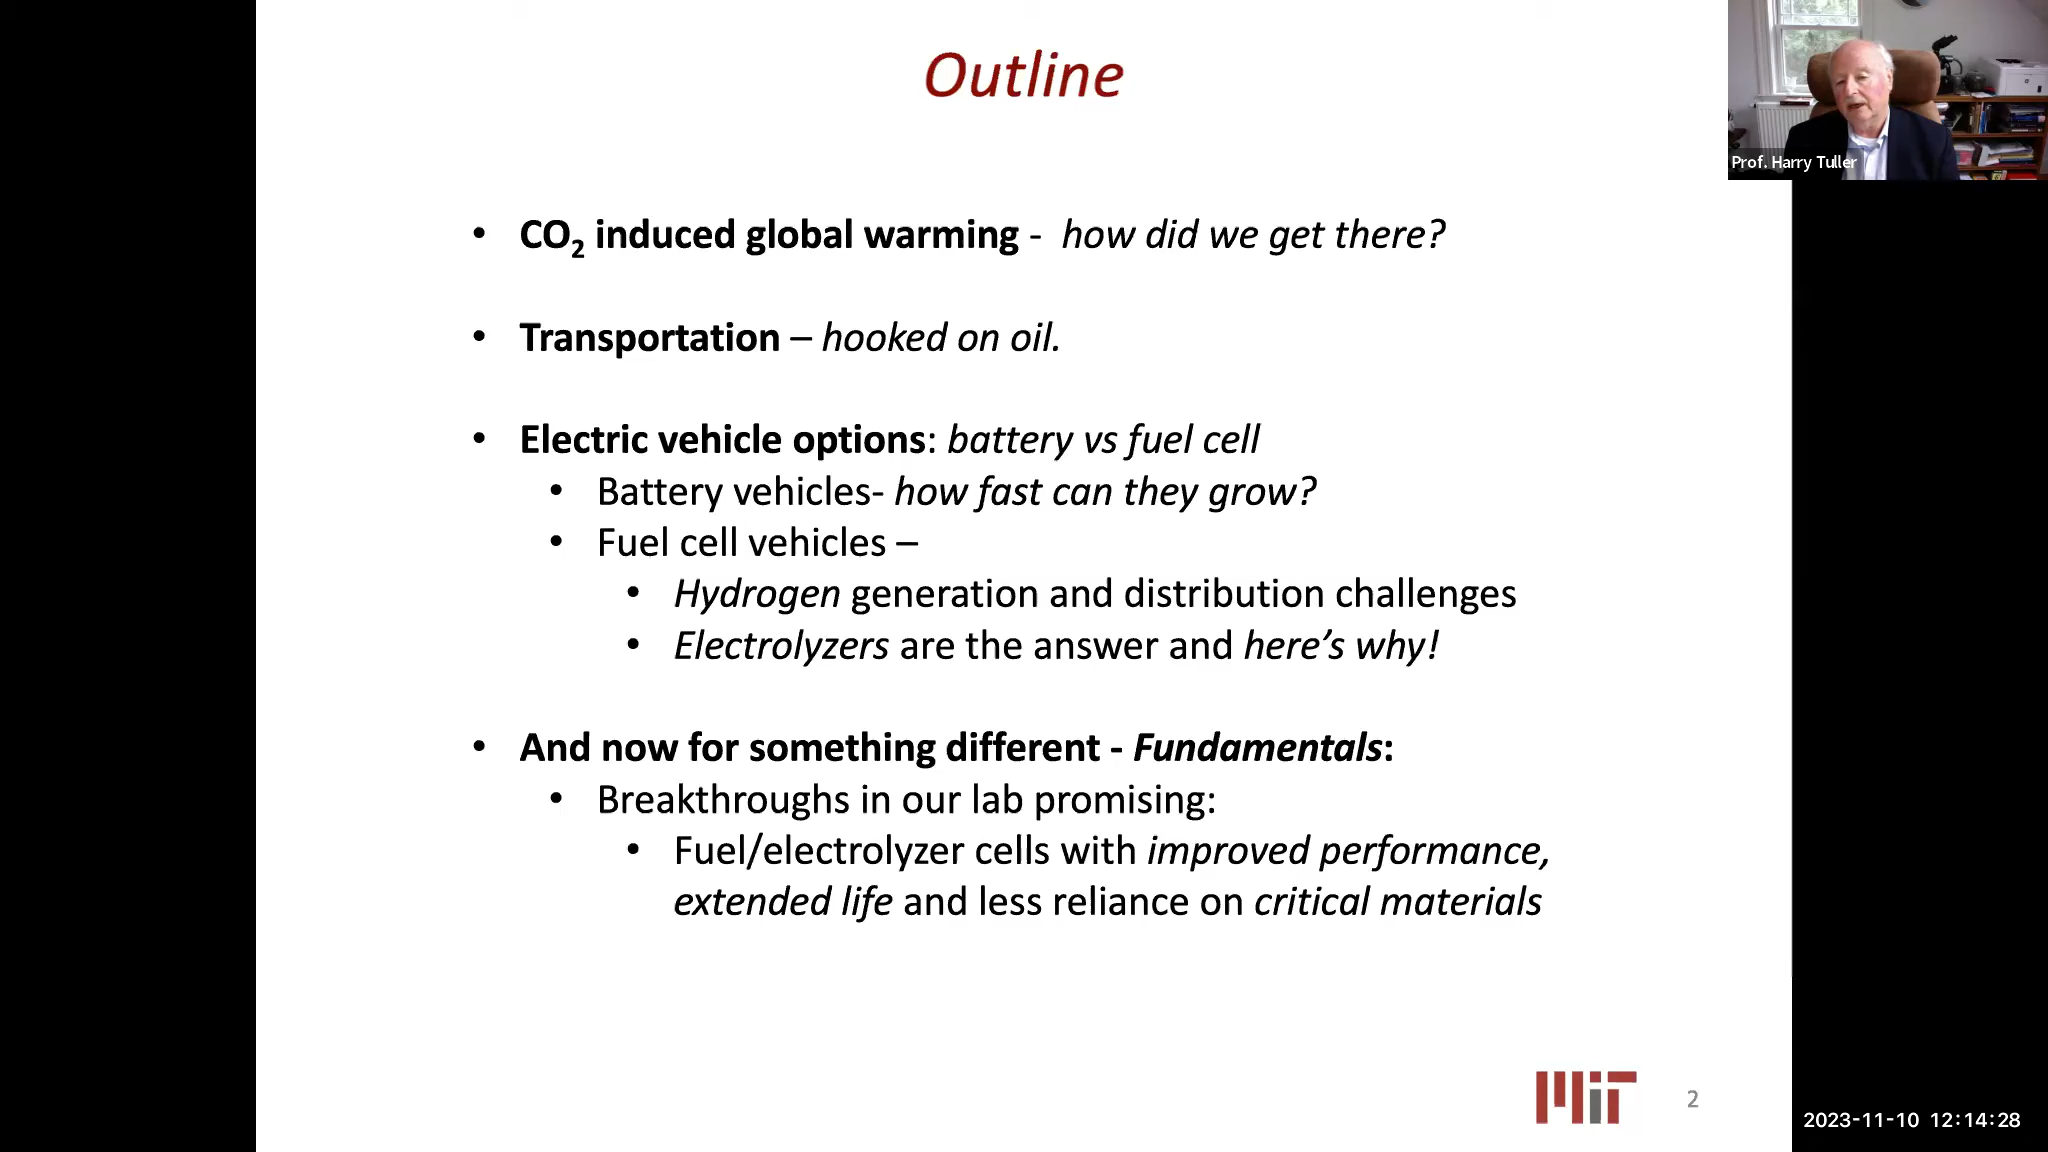 Outline
Prof. Harry Tuller
• CO₂ induced global warming - how did we get there?
• Transportation – hooked on oil.
• Electric vehicle options: battery vs fuel cell
• Battery vehicles- how fast can they grow?
• Fuel cell vehicles –
• Hydrogen generation and distribution challenges
• Electrolyzers are the answer and here’s why!
• And now for something different - Fundamentals:
• Breakthroughs in our lab promising:
• Fuel/electrolyzer cells with improved performance,
extended life and less reliance on critical materials
MIT
2
2023-11-10 12:14:28